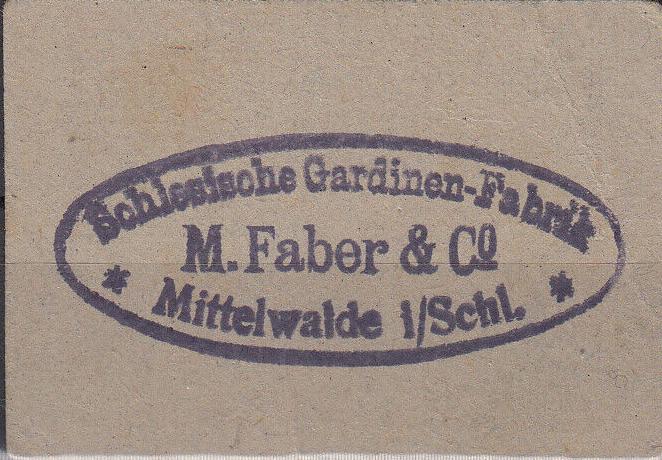 Schlesische Gardinen-Fabrik
M. Faber & Co
* Mittelwalde i/Schl. *